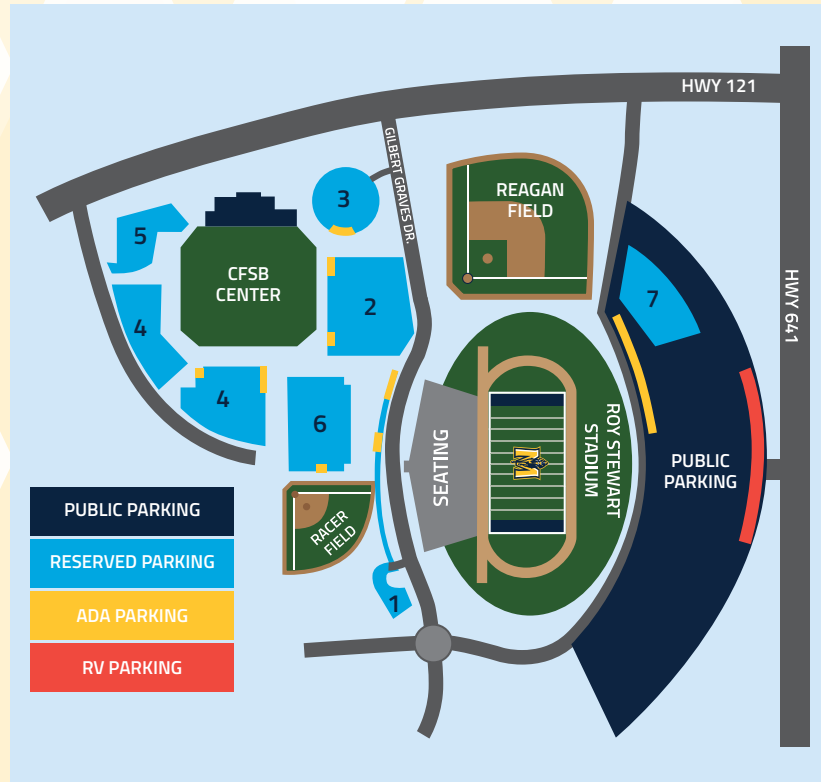 HWY 121
GILBERT GRAVES DR.
3
REAGAN
FIELD
5
CFSB
CENTER
2
7
HWY 641
4
4
6
SEATING
M
ROY STEWART
STADIUM
PUBLIC
PARKING
RACER
FIELD
1
PUBLIC PARKING
RESERVED PARKING
ADA PARKING
RV PARKING